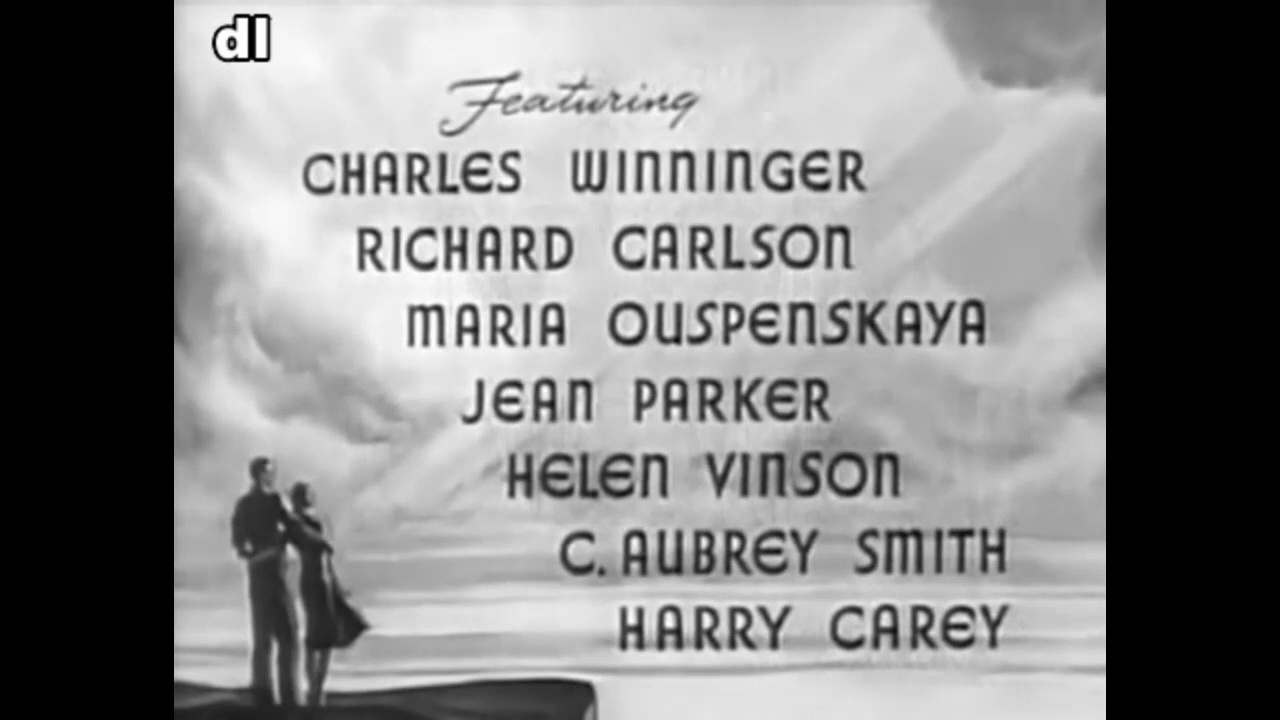 dl
Featuring
CHARLES WINNINGER
RICHARD CARLSON
MARIA OUSPENSKAYA
JEAN PARKER
HELEN VINSON
C. AUBREY SMITH
HARRY CAREY